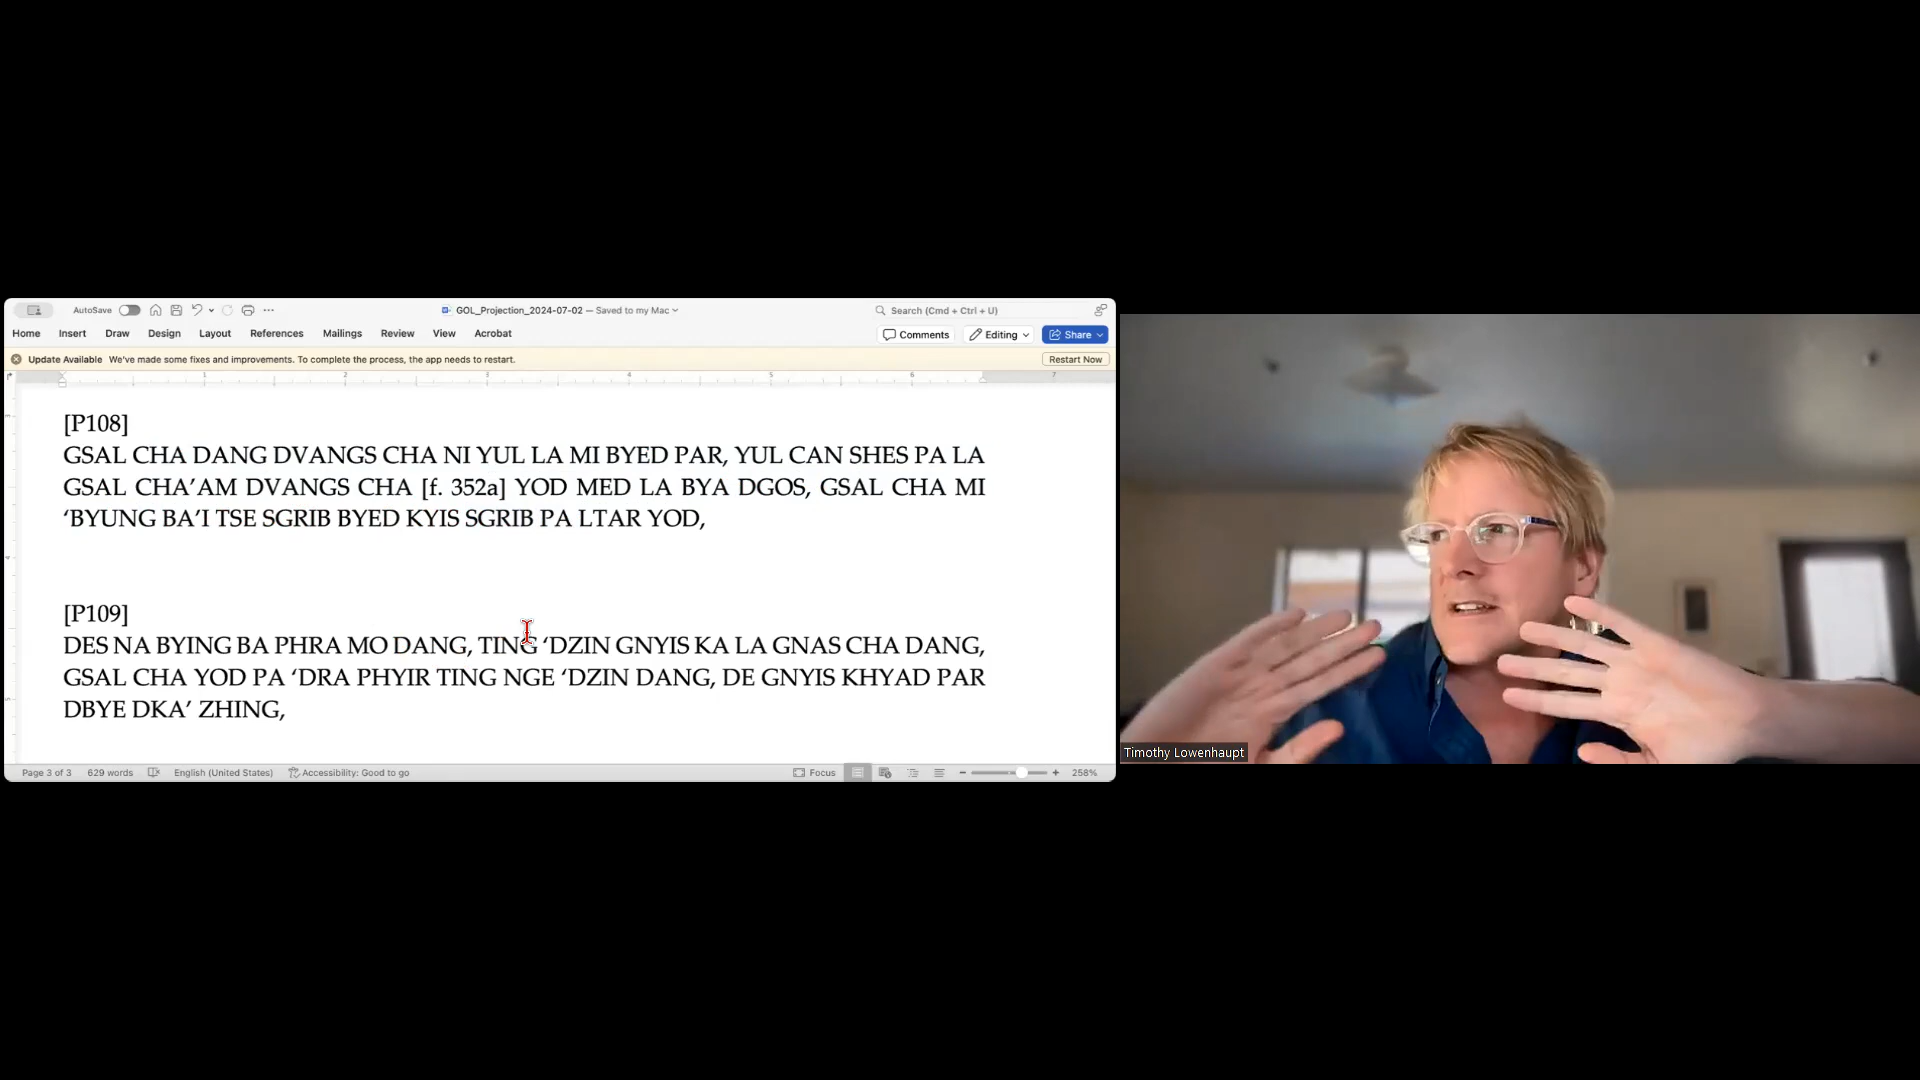 AutoSave
GOL_Projection_2024-07-02 — Saved to my Mac
Search (Cmd + Ctrl + U)
Home Insert Draw Design Layout References Mailings Review View Acrobat Comments Editing Share
Update Available We've made some fixes and improvements. To complete the process, the app needs to restart. Restart Now
1 2 3 4 5 6 7
[P108]
GSAL CHA DANG DVANGS CHA NI YUL LA MI BYED PAR, YUL CAN SHES PA LA
GSAL CHA’AM DVANGS CHA [f. 352a] YOD MED LA BYA DGOS, GSAL CHA MI
‘BYUNG BA’I TSE SGRIB BYED KYIS SGRIB PA LTAR YOD,
[P109]
DES NA BYING BA PHRA MO DANG, TING ‘DZIN GNYIS KA LA GNAS CHA DANG,
GSAL CHA YOD PA ‘DRA PHYIR TING NGE ‘DZIN DANG, DE GNYIS KHYAD PAR
DBYE DKA’ ZHING,
Page 3 of 3 629 words English (United States) Accessibility: Good to go Focus 258%
Timothy Lowenhaupt